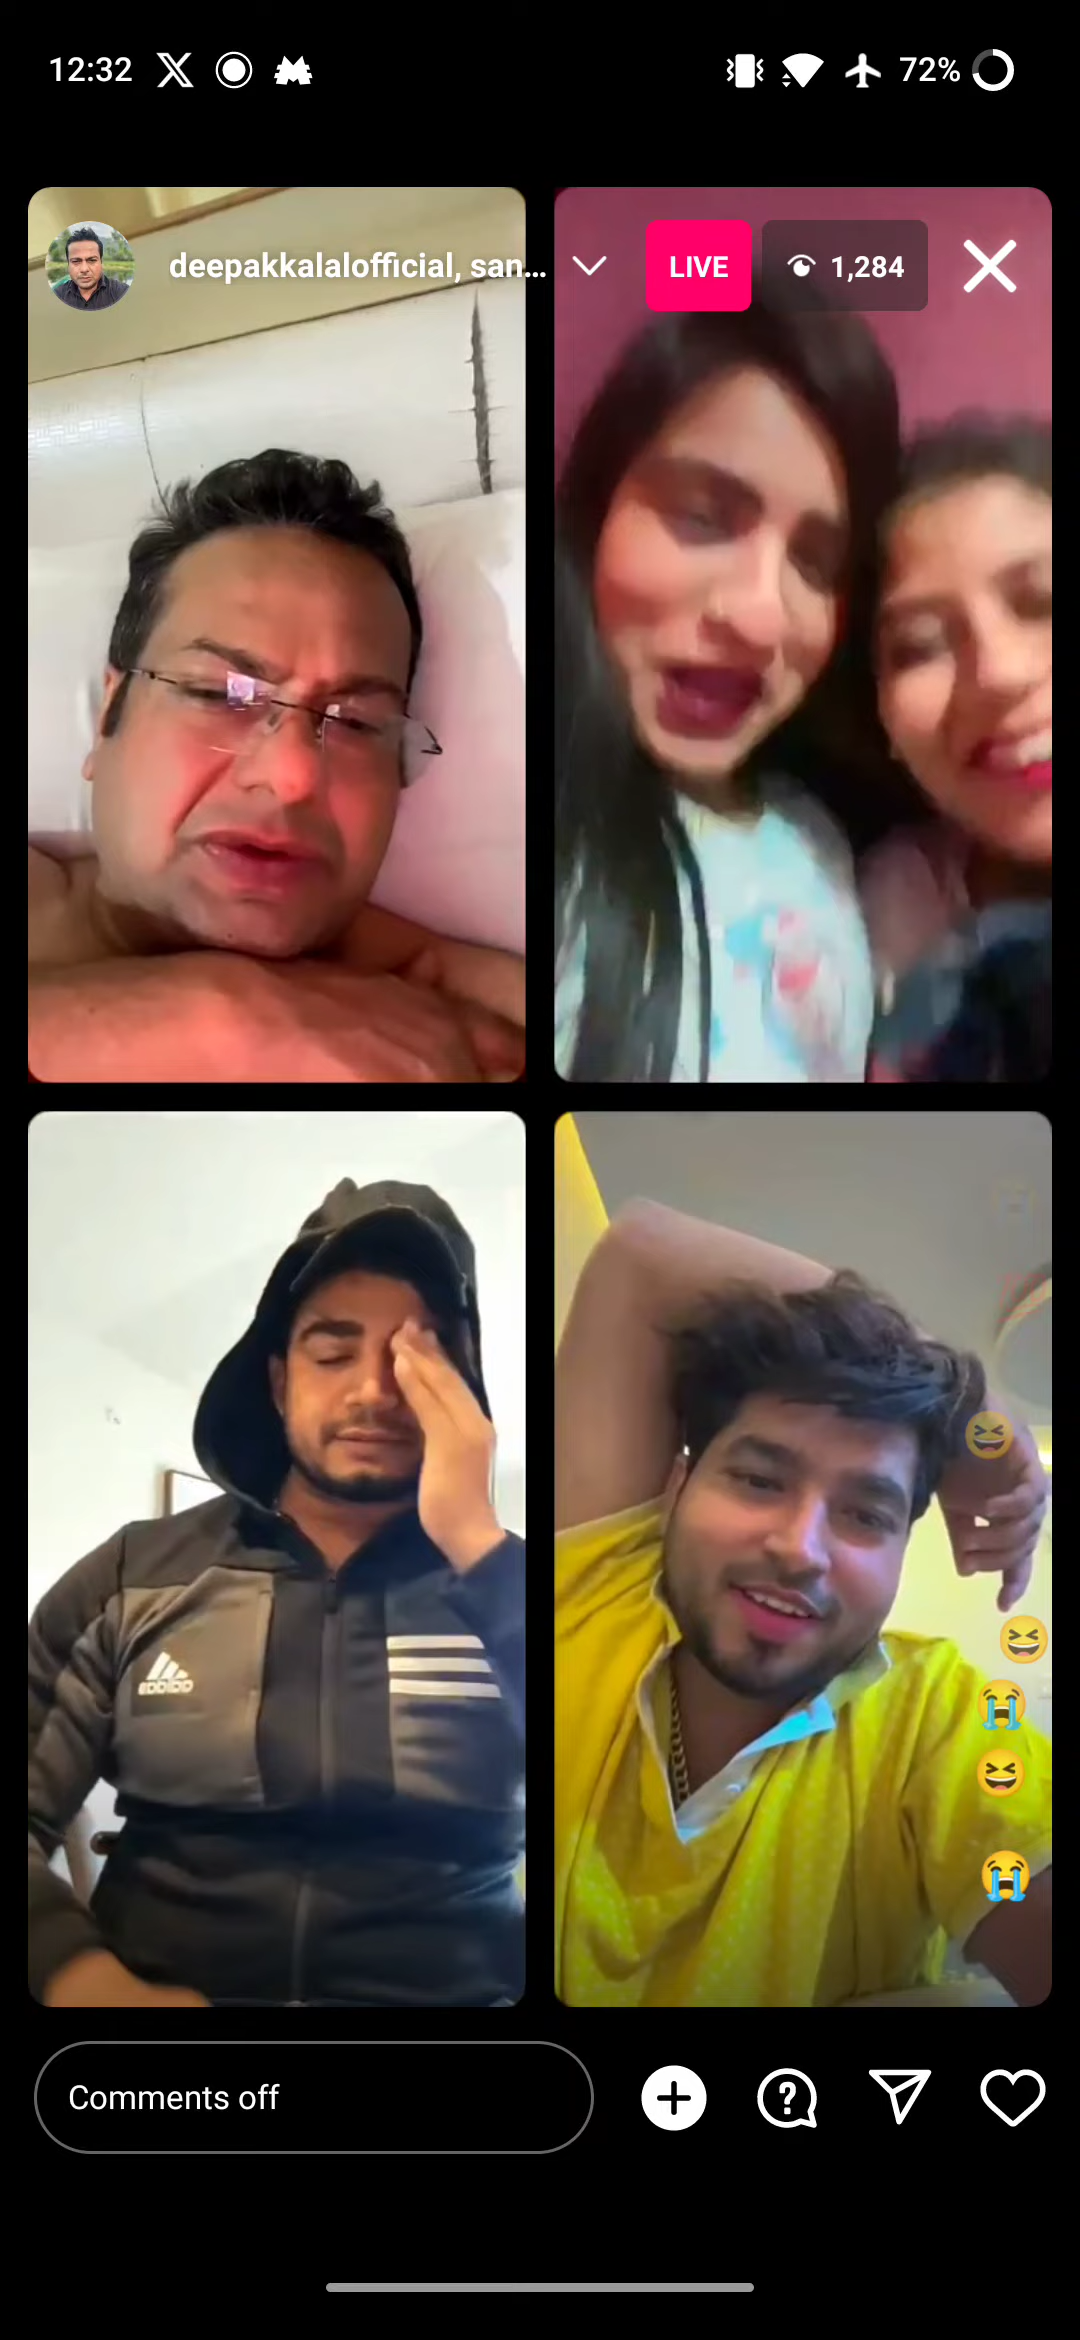 12:32
72%
deepakkalalofficial, san...
LIVE
1,284
adidas
Comments off